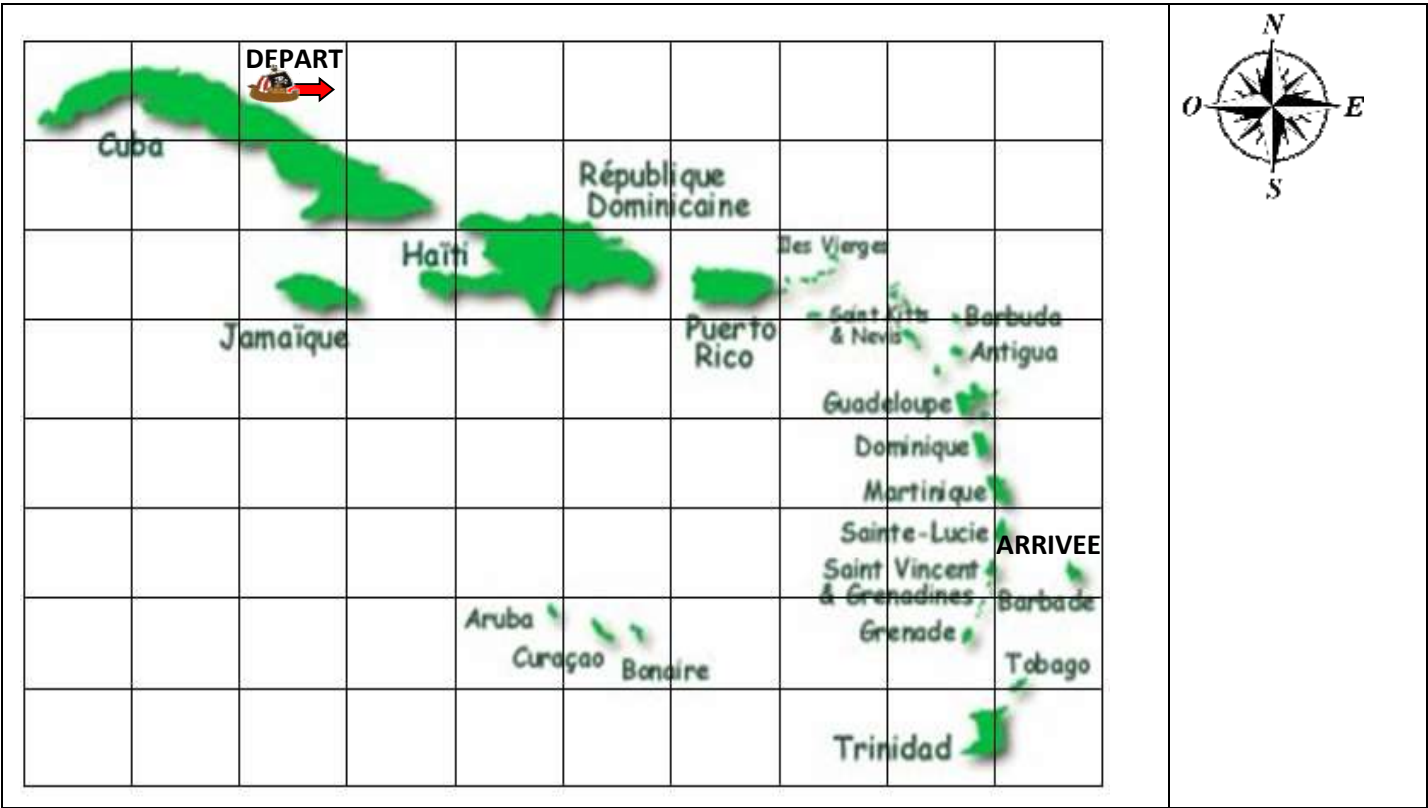 DEPART
N
O
E
S
Cuba
République
Dominicaine
Haïti
Iles Vierges
Jamaïque
Puerto
Rico
Saint Kitts
& Nevis
Barbuda
Antigua
Guadeloupe
Dominique
Martinique
Sainte-Lucie
ARRIVEE
Saint Vincent
& Grenadines
Barbade
Aruba
Curaçao
Bonaire
Grenade
Tobago
Trinidad